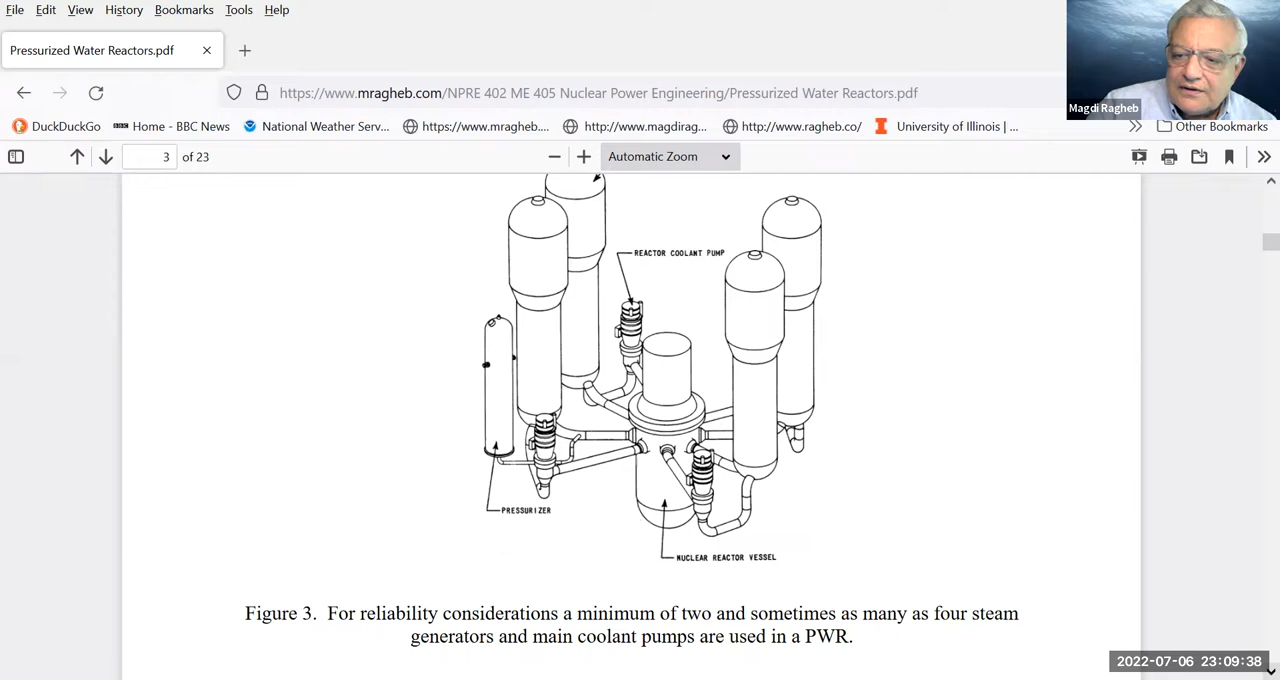 File Edit View History Bookmarks Tools Help
Pressurized Water Reactors.pdf
https://www.mragheb.com/NPRE 402 ME 405 Nuclear Power Engineering/Pressurized Water Reactors.pdf
Magdi Ragheb
DuckDuckGo BBC Home - BBC News National Weather Serv... https://www.mragheb.... http://www.magdirag... http://www.ragheb.co/ University of Illinois |... Other Bookmarks
3 of 23 Automatic Zoom
REACTOR COOLANT PUMP
PRESSURIZER
NUCLEAR REACTOR VESSEL
Figure 3. For reliability considerations a minimum of two and sometimes as many as four steam
generators and main coolant pumps are used in a PWR.
2022-07-06 23:09:38